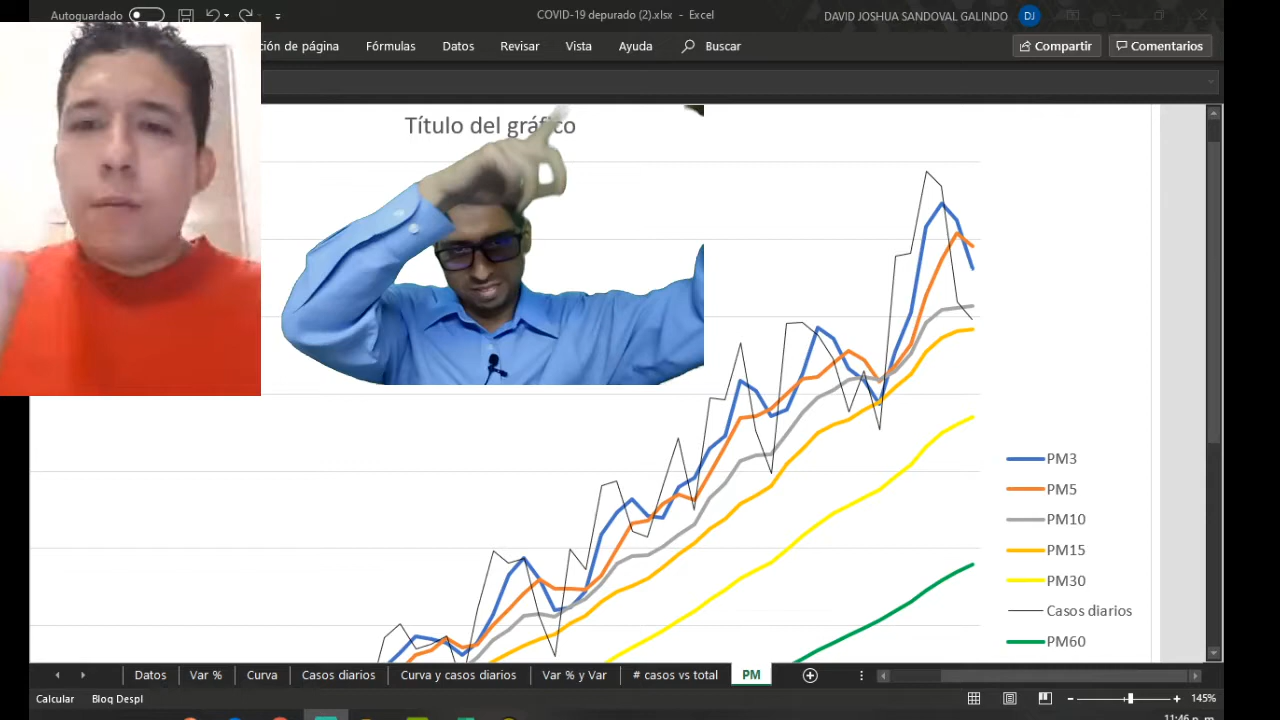 Autoguardado
COVID-19 depurado (2).xlsx - Excel
DAVID JOSHUA SANDOVAL GALINDO
DJ
ción de página
Fórmulas
Datos
Revisar
Vista
Ayuda
Buscar
Compartir
Comentarios
Título del gráfico
PM3
PM5
PM10
PM15
PM30
Casos diarios
PM60
Datos
Var %
Curva
Casos diarios
Curva y casos diarios
Var % y Var
# casos vs total
PM
Calcular
Bloq Despl
145%
11:46 p. m.